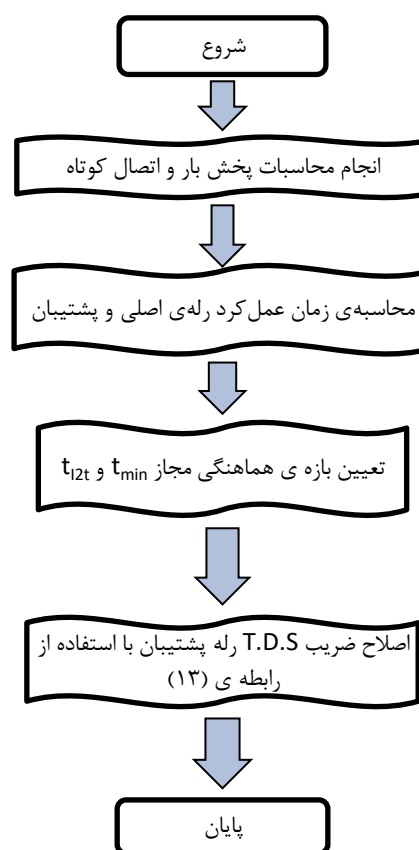 شروع
انجام محاسبات پخش بار و اتصال کوتاه
محاسبه‌ی زمان عمل‌کرد رله‌ی اصلی و پشتیبان
تعیین بازه ی هماهنگی مجاز tmin و tI2t
اصلاح ضریب T.D.S رله پشتیبان با استفاده از
رابطه ی (۱۳)
پایان